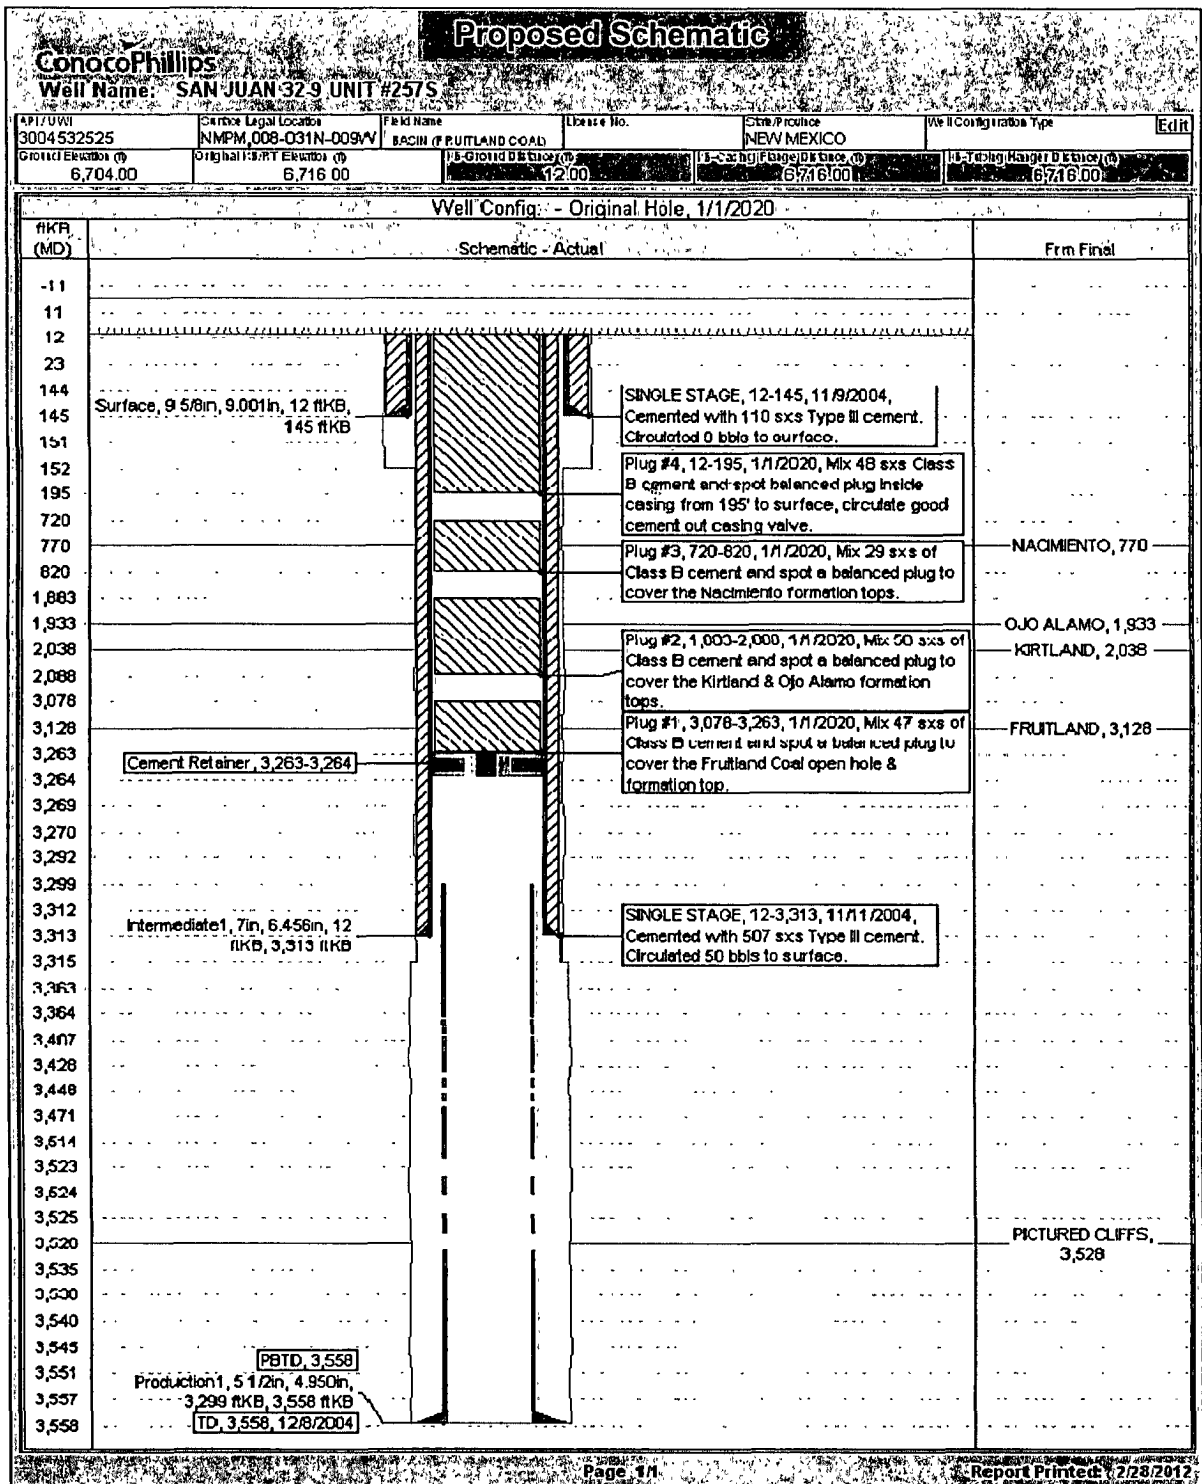 Proposed Schematic
ConocoPhillips
Well Name: SAN JUAN 32-9 UNIT #257S
API / UWI
3004532525
Surface Legal Location
NMPM,008-031N-009W
Field Name
BASIN (FRUITLAND COAL)
License No.
State/Province
NEW MEXICO
Well Configuration Type
Edit
Ground Elevation (ft)
6,704.00
Original KB/RT Elevation (ft)
6,716.00
KB-Ground Distance (ft)
12.00
KB-Casing Flange Distance (ft)
6,716.00
KB-Tubing Hanger Distance (ft)
6,716.00
Well Config: - Original Hole, 1/1/2020
ftKB
(MD)
Schematic - Actual
Frm Final
-11
11
12
23
144
145
151
152
195
720
770
820
1,883
1,933
2,038
2,088
3,078
3,128
3,263
3,264
3,269
3,270
3,292
3,299
3,312
3,313
3,315
3,363
3,364
3,407
3,428
3,448
3,471
3,514
3,523
3,524
3,525
3,535
3,540
3,545
3,551
3,557
3,558
Surface, 9 5/8in, 9.001in, 12 ftKB,
145 ftKB
Cement Retainer, 3,263-3,264
Intermediate1, 7in, 6.456in, 12
ftKB, 3,313 ftKB
PBTD, 3,558
Production1, 5 1/2in, 4.950in,
3,299 ftKB, 3,558 ftKB
TD, 3,558, 12/8/2004
SINGLE STAGE, 12-145, 11/9/2004,
Cemented with 110 sxs Type III cement.
Circulated 0 bbls to surface.
Plug #4, 12-195, 1/1/2020, Mix 48 sxs Class
B cement and spot balanced plug inside
casing from 195' to surface, circulate good
cement out casing valve.
Plug #3, 720-820, 1/1/2020, Mix 29 sxs of
Class B cement and spot a balanced plug to
cover the Nacimiento formation tops.
Plug #2, 1/1/2020, Mix 50 sxs of
Class B cement and spot a balanced plug to
cover the Kirtland & Ojo Alamo formation
tops.
Plug #1, 3,078-3,263, 1/1/2020, Mix 47 sxs of
Class B cement and spot a balanced plug to
cover the Fruitland Coal open hole &
formation top.
SINGLE STAGE, 12-3,313, 11/11/2004,
Cemented with 507 sxs Type III cement.
Circulated 50 bbls to surface.
NACIMIENTO, 770
OJO ALAMO, 1,933
KIRTLAND, 2,038
FRUITLAND, 3,128
PICTURED CLIFFS,
3,528
Page 1/1
Report Printed: 2/28/2012